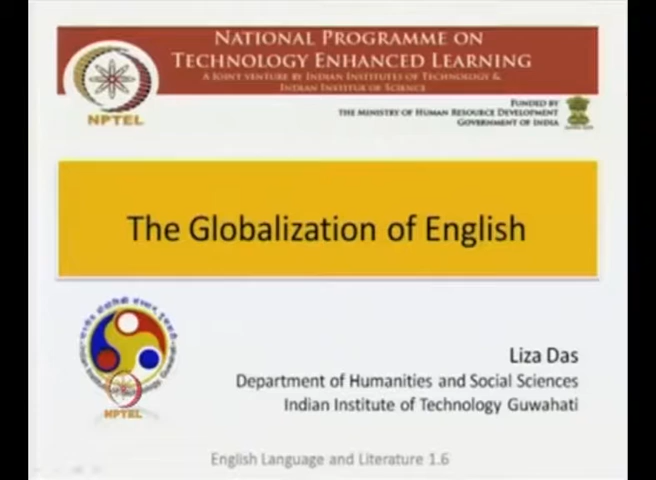 NATIONAL PROGRAMME ON
TECHNOLOGY ENHANCED LEARNING
A JOINT VENTURE BY INDIAN INSTITUTES OF TECHNOLOGY &
INDIAN INSTITUE OF SCIENCE
NPTEL
FUNDED BY
THE MINISTRY OF HUMAN RESOURCE DEVELOPMENT
GOVERNMENT OF INDIA
The Globalization of English
Liza Das
Department of Humanities and Social Sciences
Indian Institute of Technology Guwahati
NPTEL
English Language and Literature 1.6